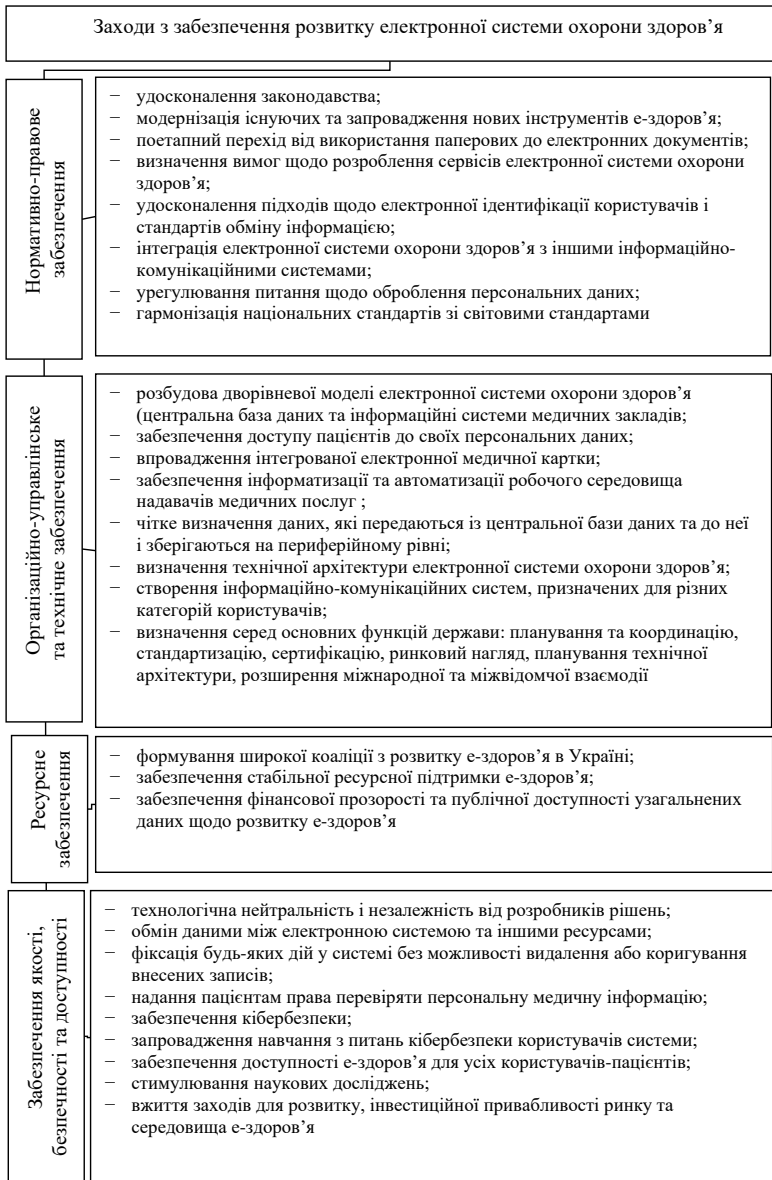 Заходи з забезпечення розвитку електронної системи охорони здоров’я
Нормативно-правове
забезпечення
− удосконалення законодавства;
− модернізація існуючих та запровадження нових інструментів е-здоров’я;
− поетапний перехід від використання паперових до електронних документів;
− визначення вимог щодо розроблення сервісів електронної системи охорони
здоров’я;
− удосконалення підходів щодо електронної ідентифікації користувачів і
стандартів обміну інформацією;
− інтеграція електронної системи охорони здоров’я з іншими інформаційно-
комунікаційними системами;
− урегулювання питання щодо оброблення персональних даних;
− гармонізація національних стандартів зі світовими стандартами
Організаційно-управлінське
та технічне забезпечення
− розбудова дворівневої моделі електронної системи охорони здоров’я
(центральна база даних та інформаційні системи медичних закладів;
− забезпечення доступу пацієнтів до своїх персональних даних;
− впровадження інтегрованої електронної медичної картки;
− забезпечення інформатизації та автоматизації робочого середовища
надавачів медичних послуг ;
− чітке визначення даних, які передаються із центральної бази даних та до неї
і зберігаються на периферійному рівні;
− визначення технічної архітектури електронної системи охорони здоров’я;
− створення інформаційно-комунікаційних систем, призначених для різних
категорій користувачів;
− визначення серед основних функцій держави: планування та координацію,
стандартизацію, сертифікацію, ринковий нагляд, планування технічної
архітектури, розширення міжнародної та міжвідомчої взаємодії
Ресурсне
забезпечення
− формування широкої коаліції з розвитку е-здоров’я в Україні;
− забезпечення стабільної ресурсної підтримки е-здоров’я;
− забезпечення фінансової прозорості та публічної доступності узагальнених
даних щодо розвитку е-здоров’я
Забезпечення якості,
безпечності та доступності
− технологічна нейтральність і незалежність від розробників рішень;
− обмін даними між електронною системою та іншими ресурсами;
− фіксація будь-яких дій у системі без можливості видалення або коригування
внесених записів;
− надання пацієнтам права перевіряти персональну медичну інформацію;
− забезпечення кібербезпеки;
− запровадження навчання з питань кібербезпеки користувачів системи;
− забезпечення доступності е-здоров’я для усіх користувачів-пацієнтів;
− стимулювання наукових досліджень;
− вжиття заходів для розвитку, інвестиційної привабливості ринку та
середовища е-здоров’я